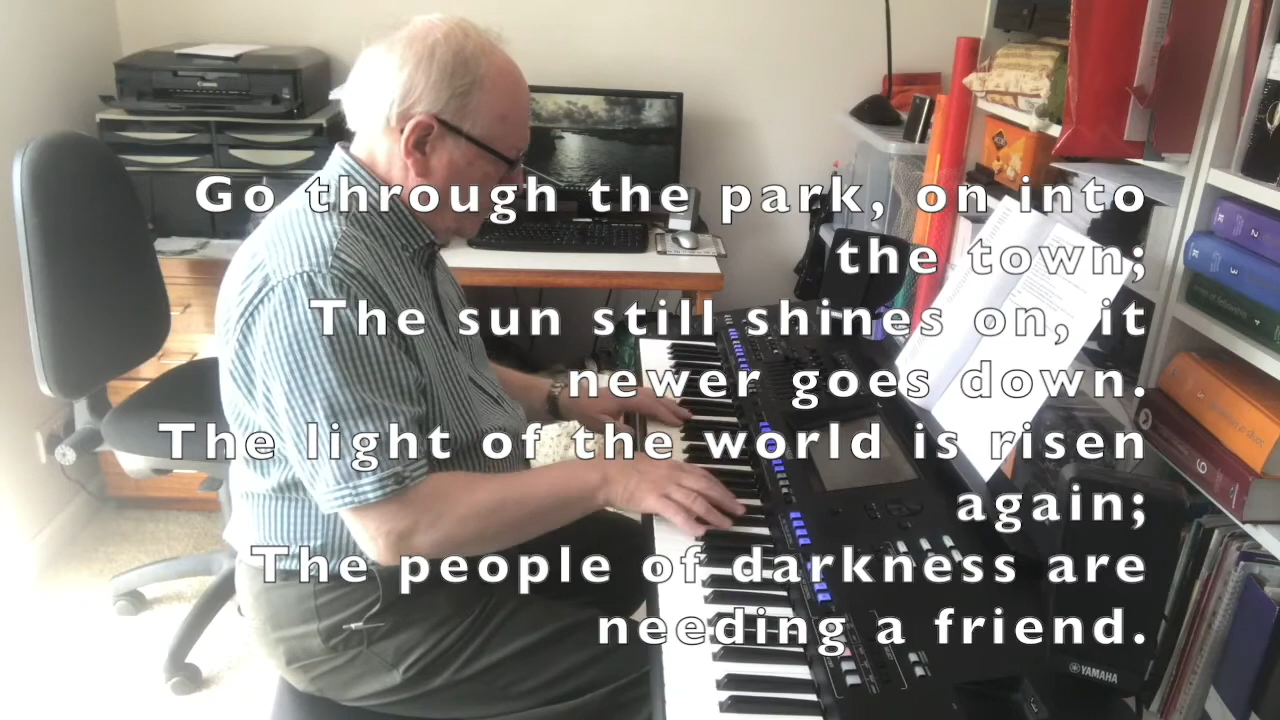 Go through the park, on into
the town;
The sun still shines on, it
newer goes down.
The light of the world is risen
again;
The people of darkness are
needing a friend.
YAMAHA